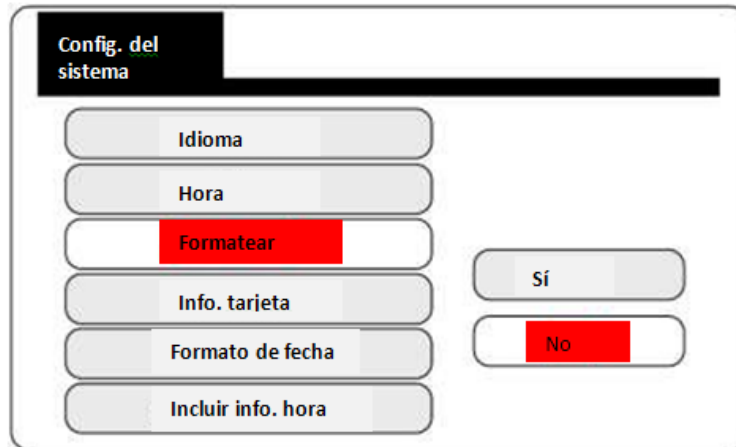 Config. del
sistema
Idioma
Hora
Formatear
Info. tarjeta
Formato de fecha
Incluir info. hora
Sí
No